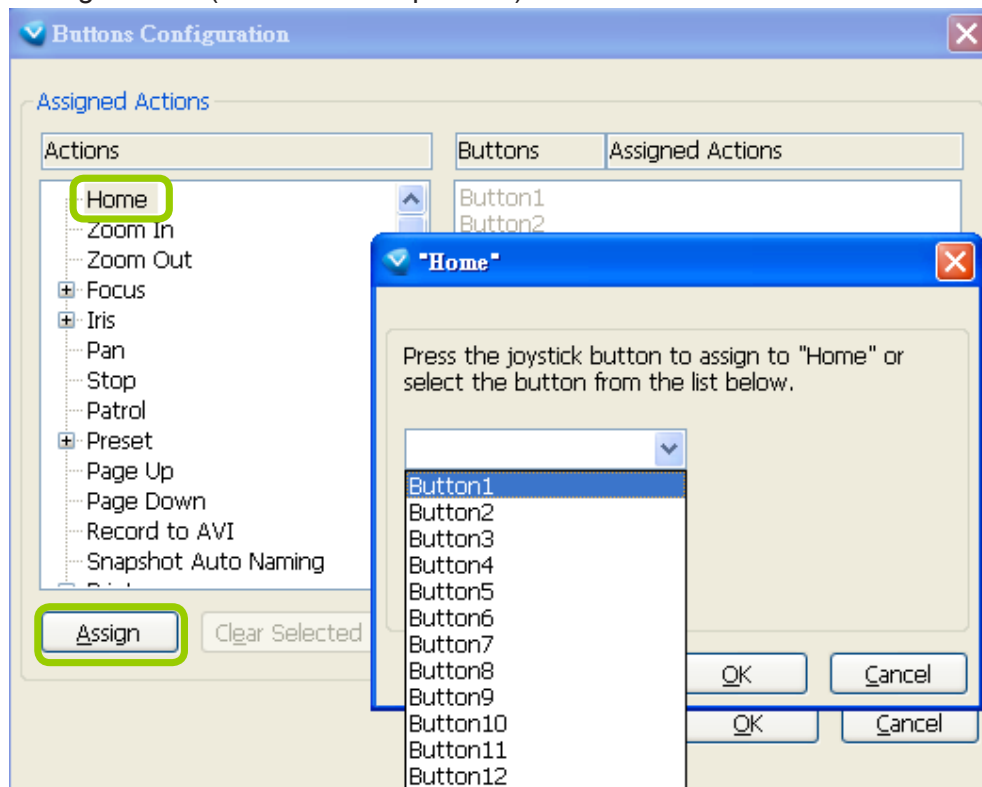 Buttons Configuration
Assigned Actions
Actions
Buttons
Assigned Actions
Home
Zoom In
Zoom Out
Focus
Iris
Pan
Stop
Patrol
Preset
Page Up
Page Down
Record to AVI
Snapshot Auto Naming
Button1
Button2
"Home"
Press the joystick button to assign to "Home" or
select the button from the list below.
Button1
Button2
Button3
Button4
Button5
Button6
Button7
Button8
Button9
Button10
Button11
Button12
OK
Cancel
Assign
Clear Selected
OK
Cancel